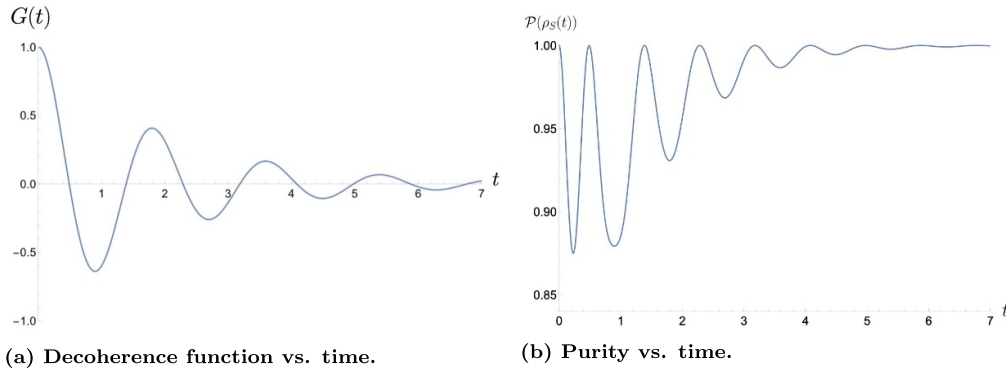 G(t)
1.0
0.5
0.0
-0.5
-1.0
1 2 3 4 5 6 7 t
(a) Decoherence function vs. time.
𝒫(ρ_S(t))
1.00
0.95
0.90
0.85
0 1 2 3 4 5 6 7 t
(b) Purity vs. time.